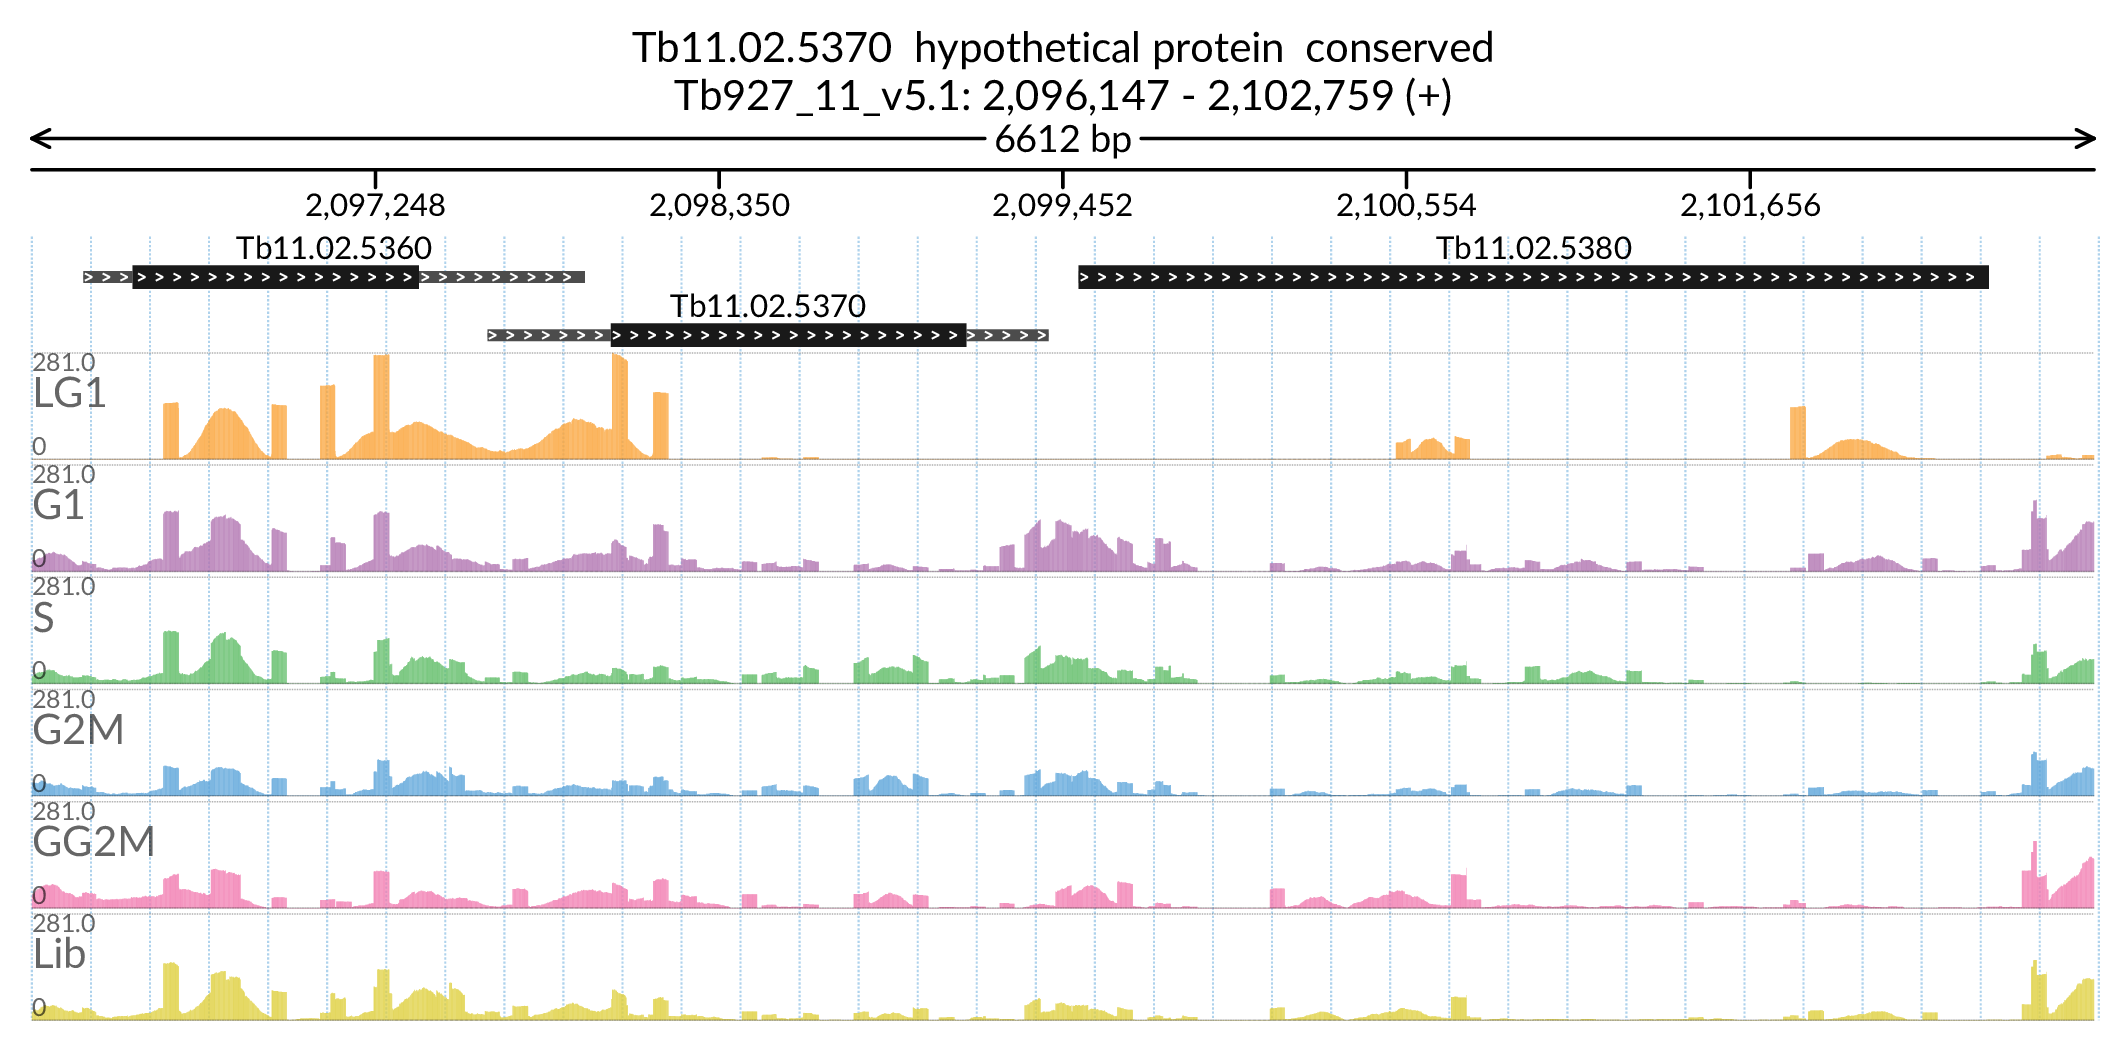 Tb11.02.5370 hypothetical protein conserved
Tb927_11_v5.1: 2,096,147 - 2,102,759 (+)
6612 bp
2,097,248 2,098,350 2,099,452 2,100,554 2,101,656
Tb11.02.5360 Tb11.02.5380
Tb11.02.5370
281.0
LG1
0
281.0
G1
0
281.0
S
0
281.0
G2M
0
281.0
GG2M
0
281.0
Lib
0